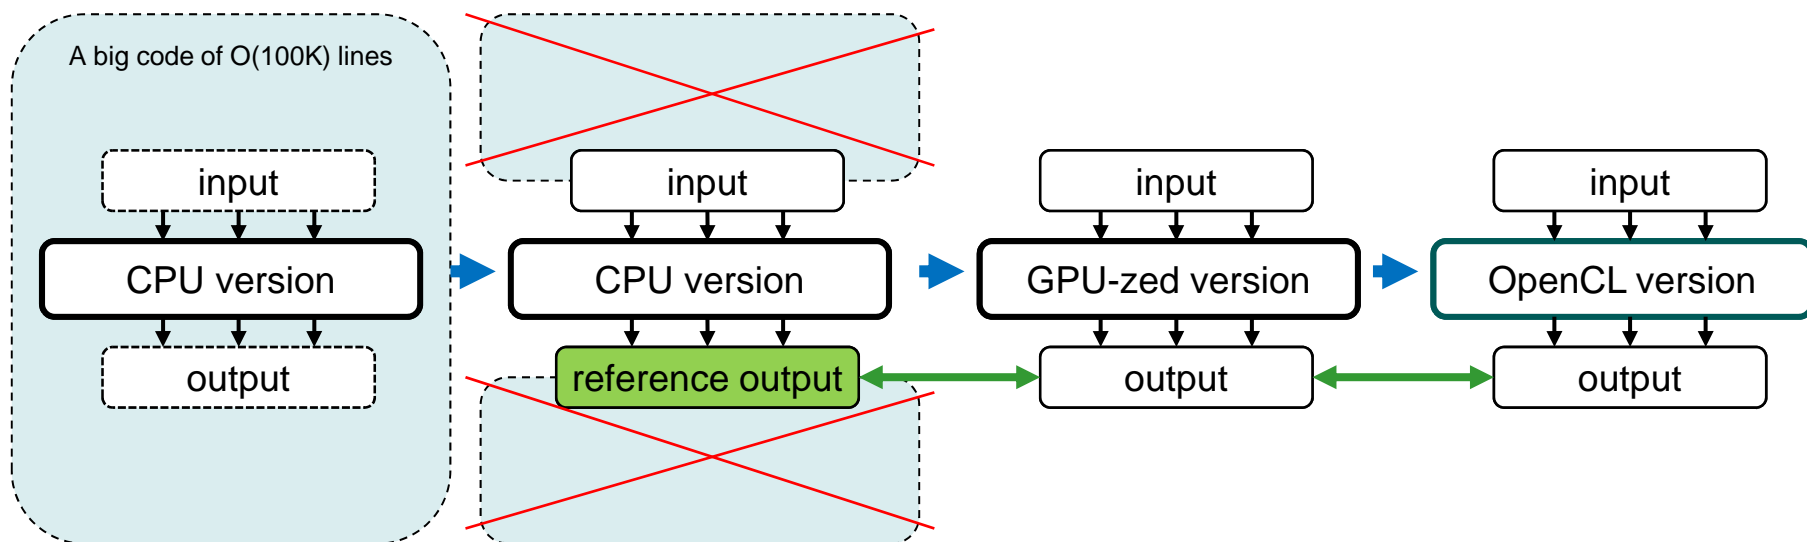 A big code of O(100K) lines
input
input
input
input
CPU version
CPU version
GPU-zed version
OpenCL version
output
reference output
output
output